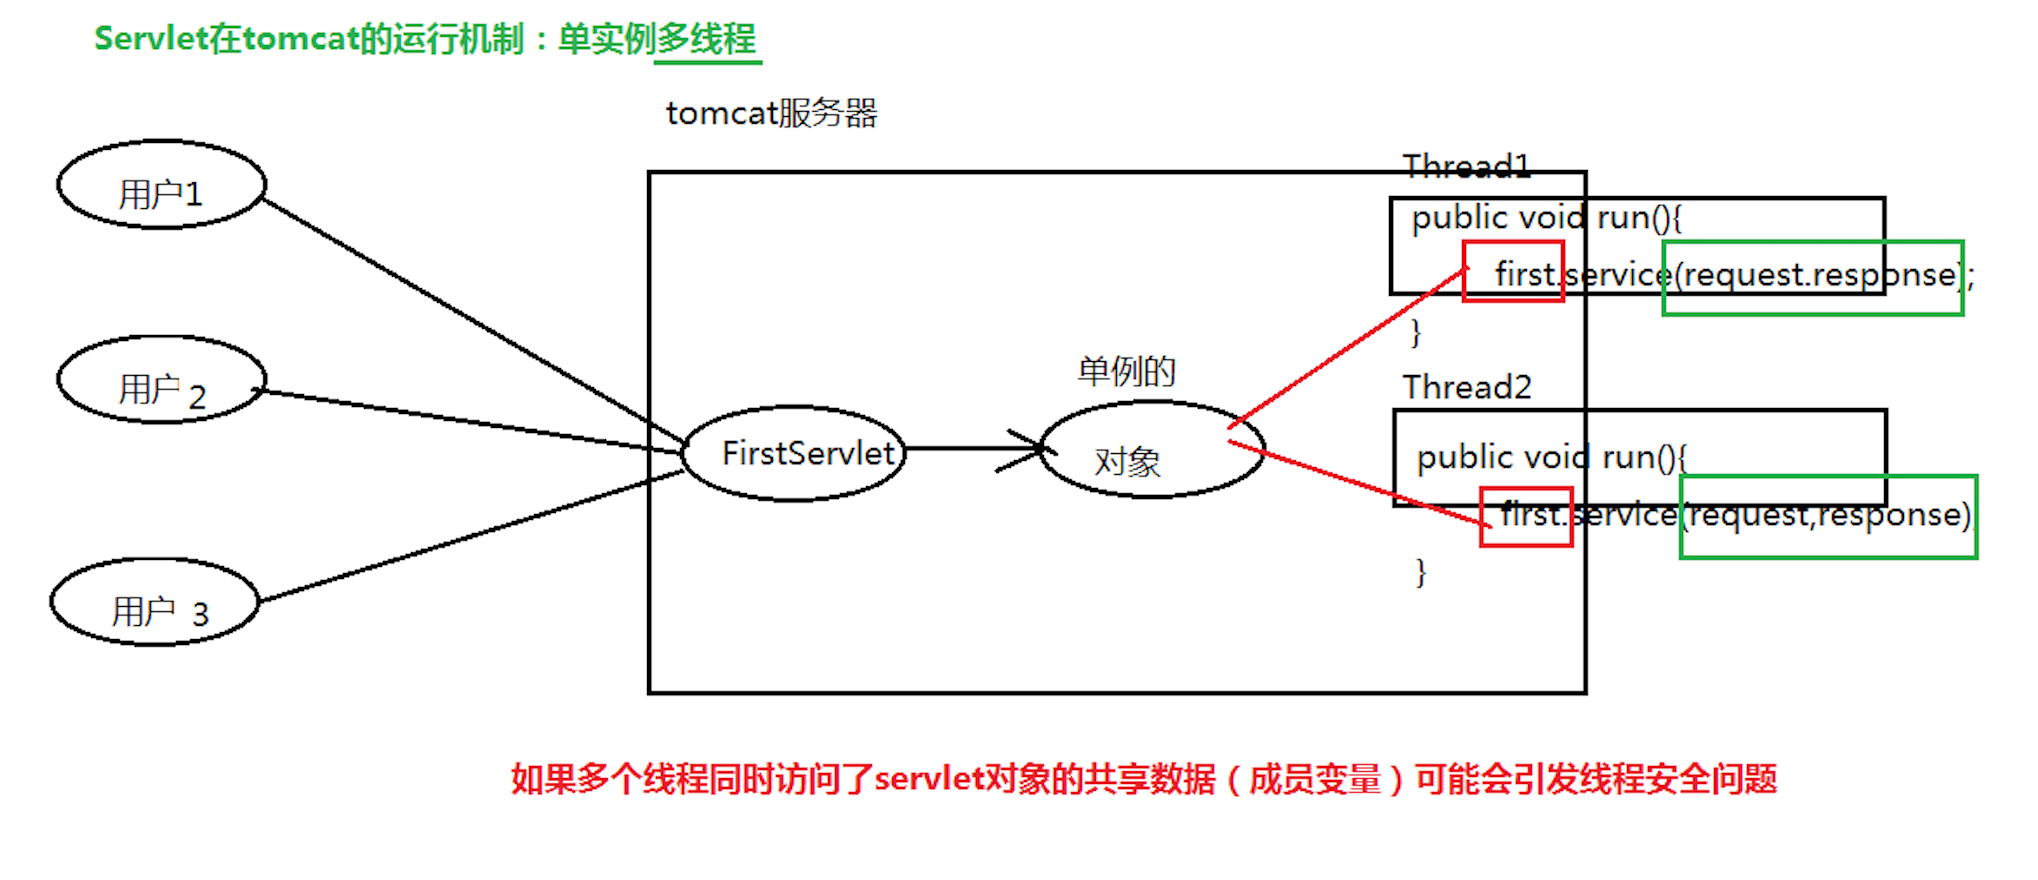 Servlet在tomcat的运行机制：单实例多线程
tomcat服务器
Thread1
用户1
public void run(){
first.service(request.response);
}
单例的
用户 2
Thread2
FirstServlet
对象
public void run(){
first.service(request,response)
}
用户 3
如果多个线程同时访问了servlet对象的共享数据（成员变量）可能会引发线程安全问题